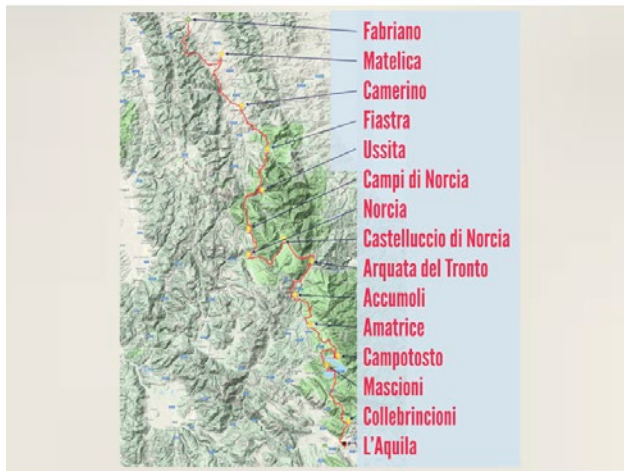 Fabriano
Matelica
Camerino
Fiastra
Ussita
Campi di Norcia
Norcia
Castelluccio di Norcia
Arquata del Tronto
Accumoli
Amatrice
Campotosto
Mascioni
Collebrincioni
L'Aquila